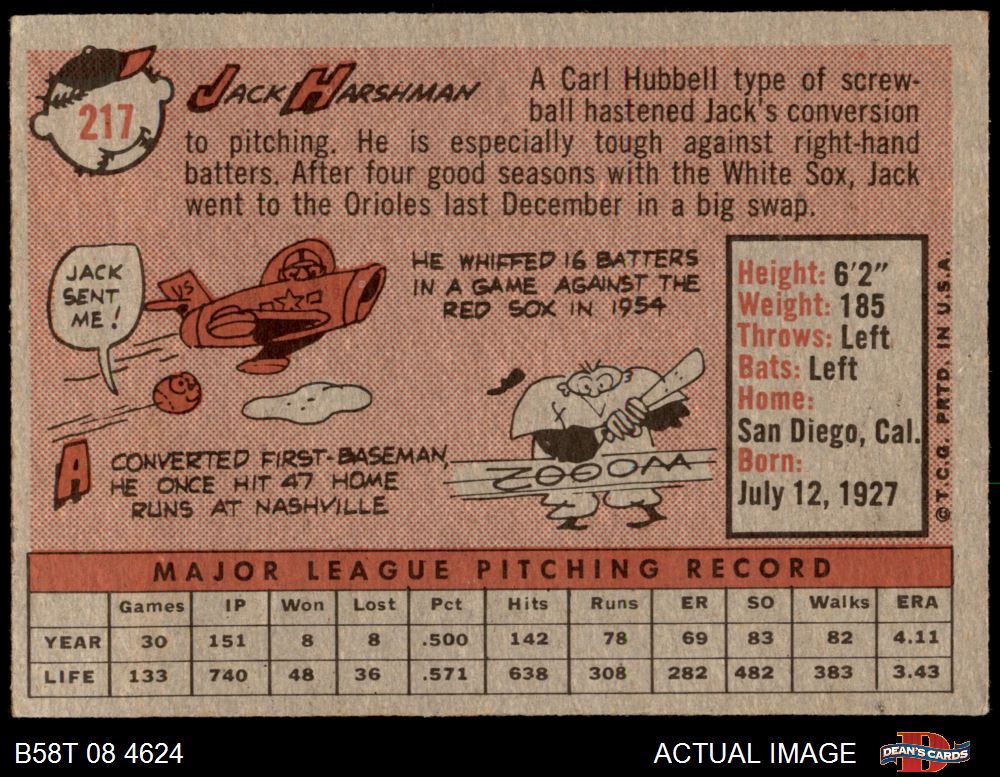 217
JACK HARSHMAN
A Carl Hubbell type of screw-
ball hastened Jack's conversion
to pitching. He is especially tough against right-hand
batters. After four good seasons with the White Sox, Jack
went to the Orioles last December in a big swap.
JACK
SENT
ME!
US
HE WHIFFED 16 BATTERS
IN A GAME AGAINST THE
RED SOX IN 1954
A CONVERTED FIRST-BASEMAN,
HE ONCE HIT 47 HOME
RUNS AT NASHVILLE
ZOOOM
Height: 6'2"
Weight: 185
Throws: Left
Bats: Left
Home:
San Diego, Cal.
Born:
July 12, 1927
©T.C.G. PRTD. IN U.S.A.
MAJOR LEAGUE PITCHING RECORD
Games IP Won Lost Pct Hits Runs ER SO Walks ERA
YEAR 30 151 8 8 .500 142 78 69 83 82 4.11
LIFE 133 740 48 36 .571 638 308 282 482 383 3.43
B58T 08 4624
ACTUAL IMAGE
D
DEAN'S CARDS